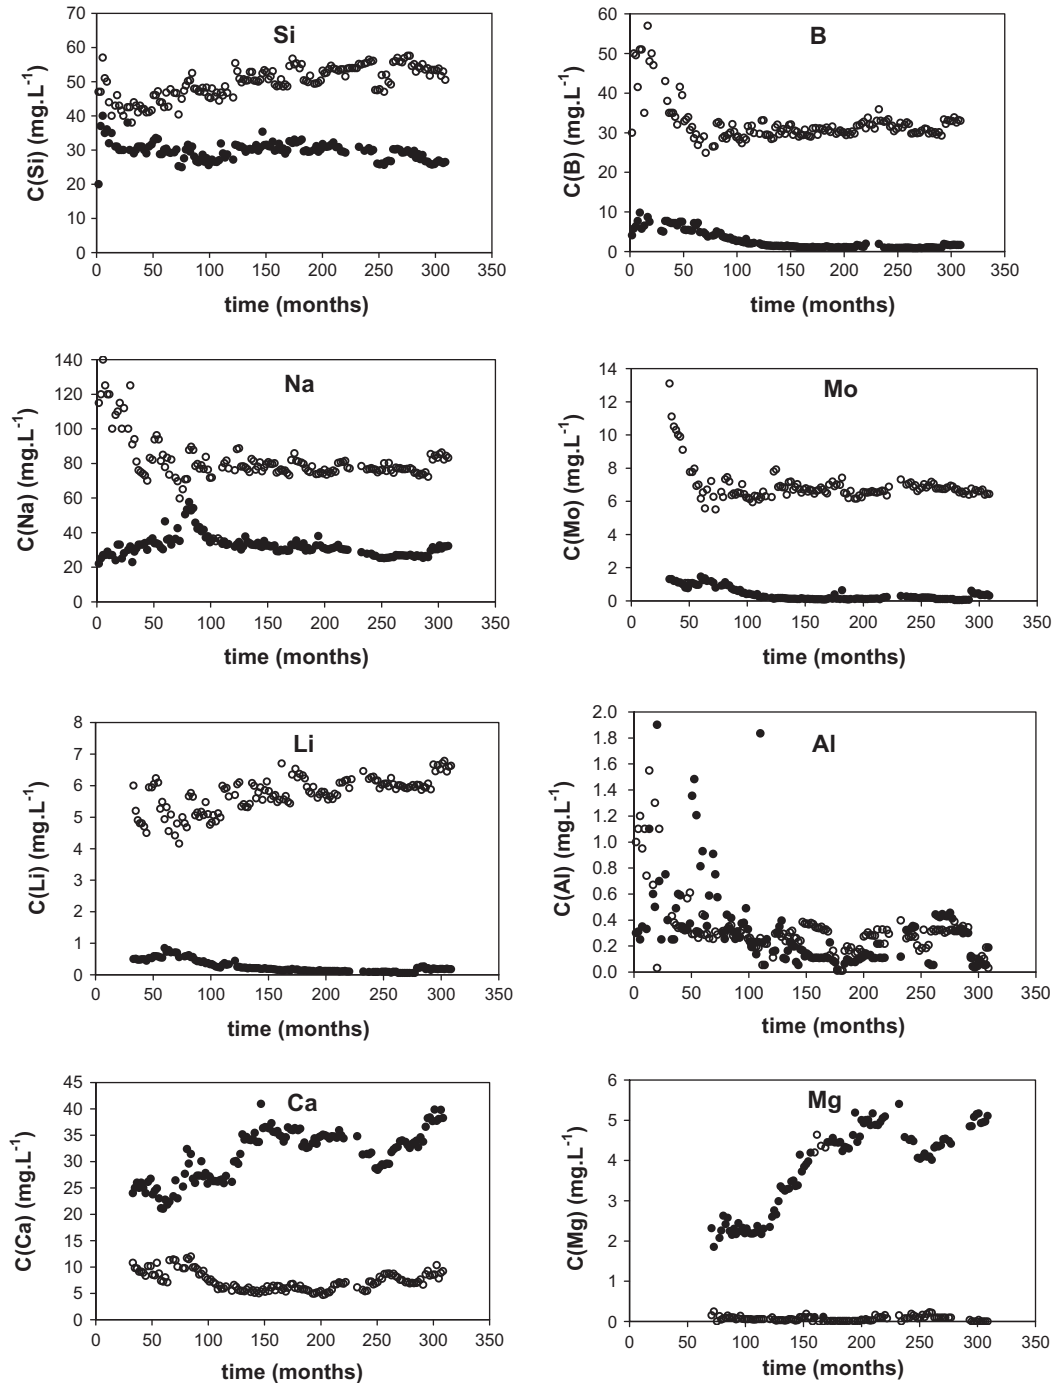 Si
C(Si) (mg.L-1)
70
60
50
40
30
20
10
0
0 50 100 150 200 250 300 350
time (months)
B
C(B) (mg.L-1)
60
50
40
30
20
10
0
0 50 100 150 200 250 300 350
time (months)
Na
C(Na) (mg.L-1)
140
120
100
80
60
40
20
0
0 50 100 150 200 250 300 350
time (months)
Mo
C(Mo) (mg.L-1)
14
12
10
8
6
4
2
0
0 50 100 150 200 250 300 350
time (months)
Li
C(Li) (mg.L-1)
8
7
6
5
4
3
2
1
0
0 50 100 150 200 250 300 350
time (months)
Al
C(Al) (mg.L-1)
2.0
1.8
1.6
1.4
1.2
1.0
0.8
0.6
0.4
0.2
0.0
0 50 100 150 200 250 300 350
time (months)
Ca
C(Ca) (mg.L-1)
45
40
35
30
25
20
15
10
5
0
0 50 100 150 200 250 300 350
time (months)
Mg
C(Mg) (mg.L-1)
6
5
4
3
2
1
0
0 50 100 150 200 250 300 350
time (months)